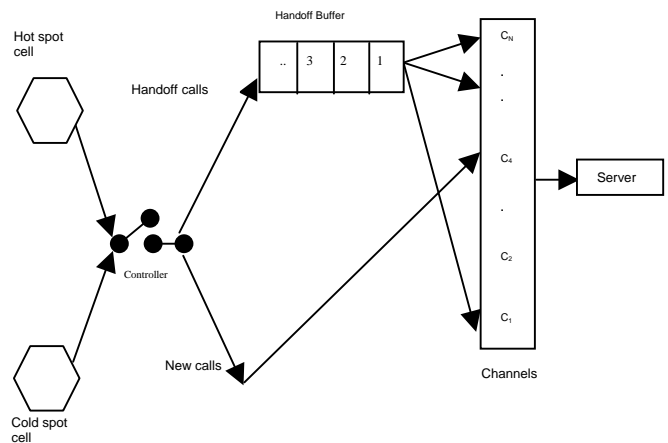 Handoff Buffer
Hot spot
cell
Handoff calls
.. 3 2 1
C_N
.
.
C₄
.
C₂
C₁
Server
Controller
New calls
Channels
Cold spot
cell